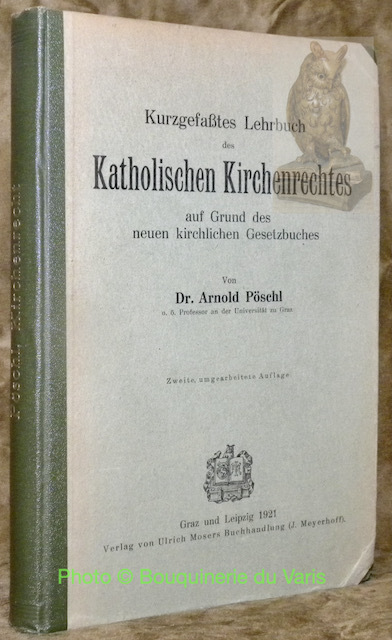 Kurzgefaßtes Lehrbuch
des
Katholischen Kirchenrechtes
auf Grund des
neuen kirchlichen Gesetzbuches
Von
Dr. Arnold Pöschl
o. ö. Professor an der Universität zu Graz
Zweite, umgearbeitete Auflage
Graz und Leipzig 1921
Verlag von Ulrich Mosers Buchhandlung (J. Meyerhoff).
Pöschl, Kirchenrecht
Photo © Bouquinerie du Varis